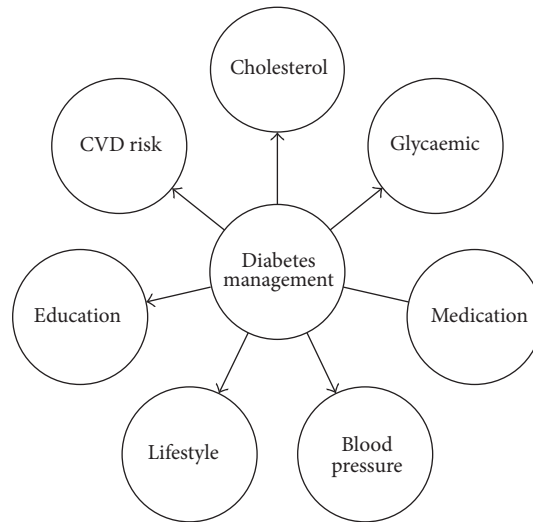 Cholesterol
CVD risk
Glycaemic
Diabetes
management
Education
Medication
Lifestyle
Blood
pressure